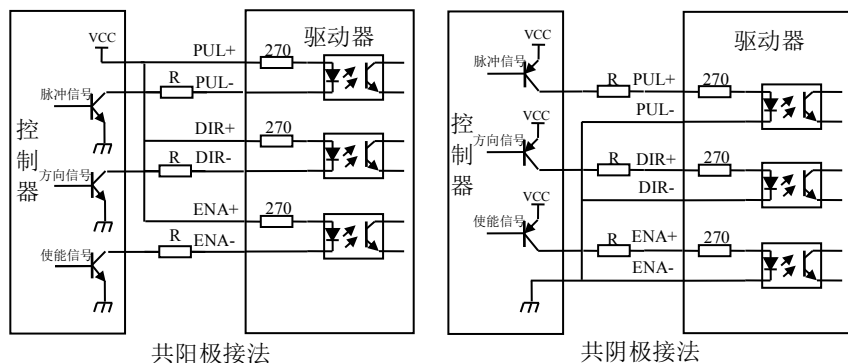 VCC
PUL+
270
驱动器
脉冲信号
R
PUL-
DIR+
270
控制器
方向信号
R
DIR-
ENA+
270
使能信号
R
ENA-
共阳极接法
VCC
驱动器
脉冲信号
R
PUL+
270
PUL-
VCC
控制器
方向信号
R
DIR+
270
DIR-
VCC
使能信号
R
ENA+
270
ENA-
共阴极接法